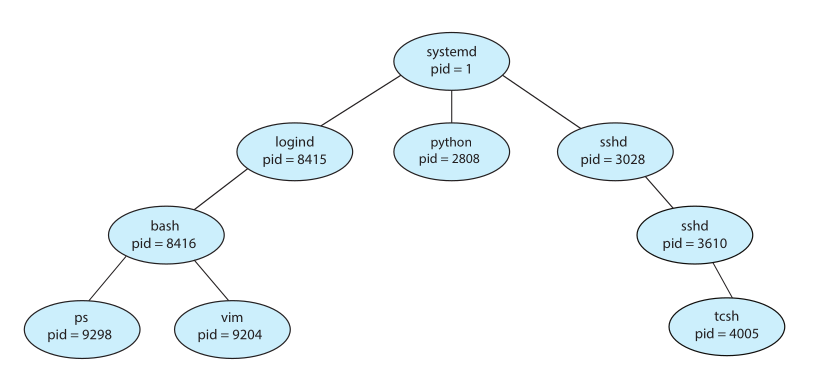 systemd
pid = 1
logind
pid = 8415
python
pid = 2808
sshd
pid = 3028
bash
pid = 8416
sshd
pid = 3610
ps
pid = 9298
vim
pid = 9204
tcsh
pid = 4005